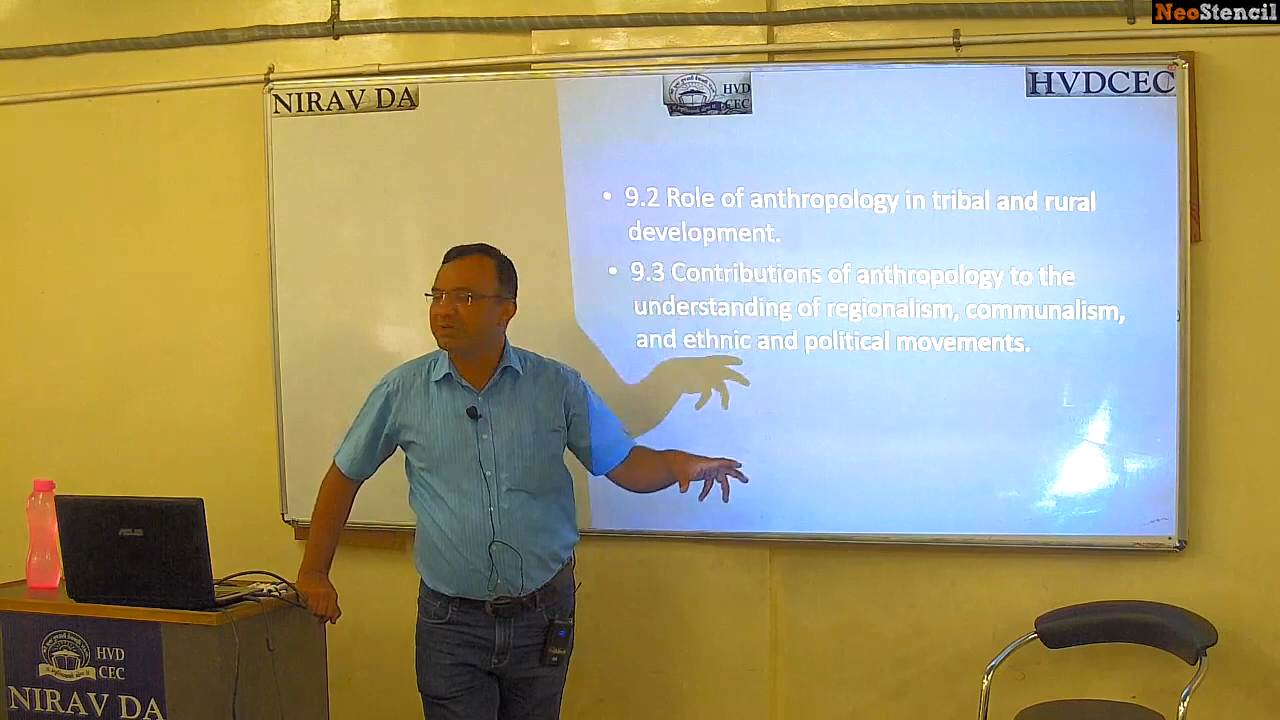 NeoStencil
NIRAV DA
HVD
CEC
HVDCEC
• 9.2 Role of anthropology in tribal and rural
development.
• 9.3 Contributions of anthropology to the
understanding of regionalism, communalism,
and ethnic and political movements.
ASUS
HVD
CEC
NIRAV DA